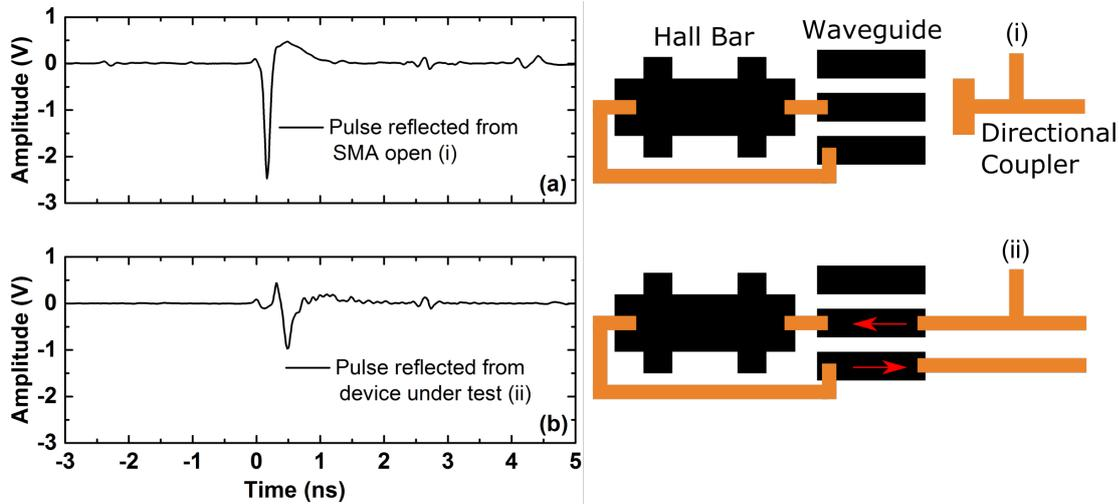 1
0
-1
-2
-3
Amplitude (V)
Pulse reflected from
SMA open (i)
(a)
Hall Bar
Waveguide
(i)
Directional
Coupler
1
0
-1
-2
-3
Amplitude (V)
Pulse reflected from
device under test (ii)
(b)
-3 -2 -1 0 1 2 3 4 5
Time (ns)
(ii)